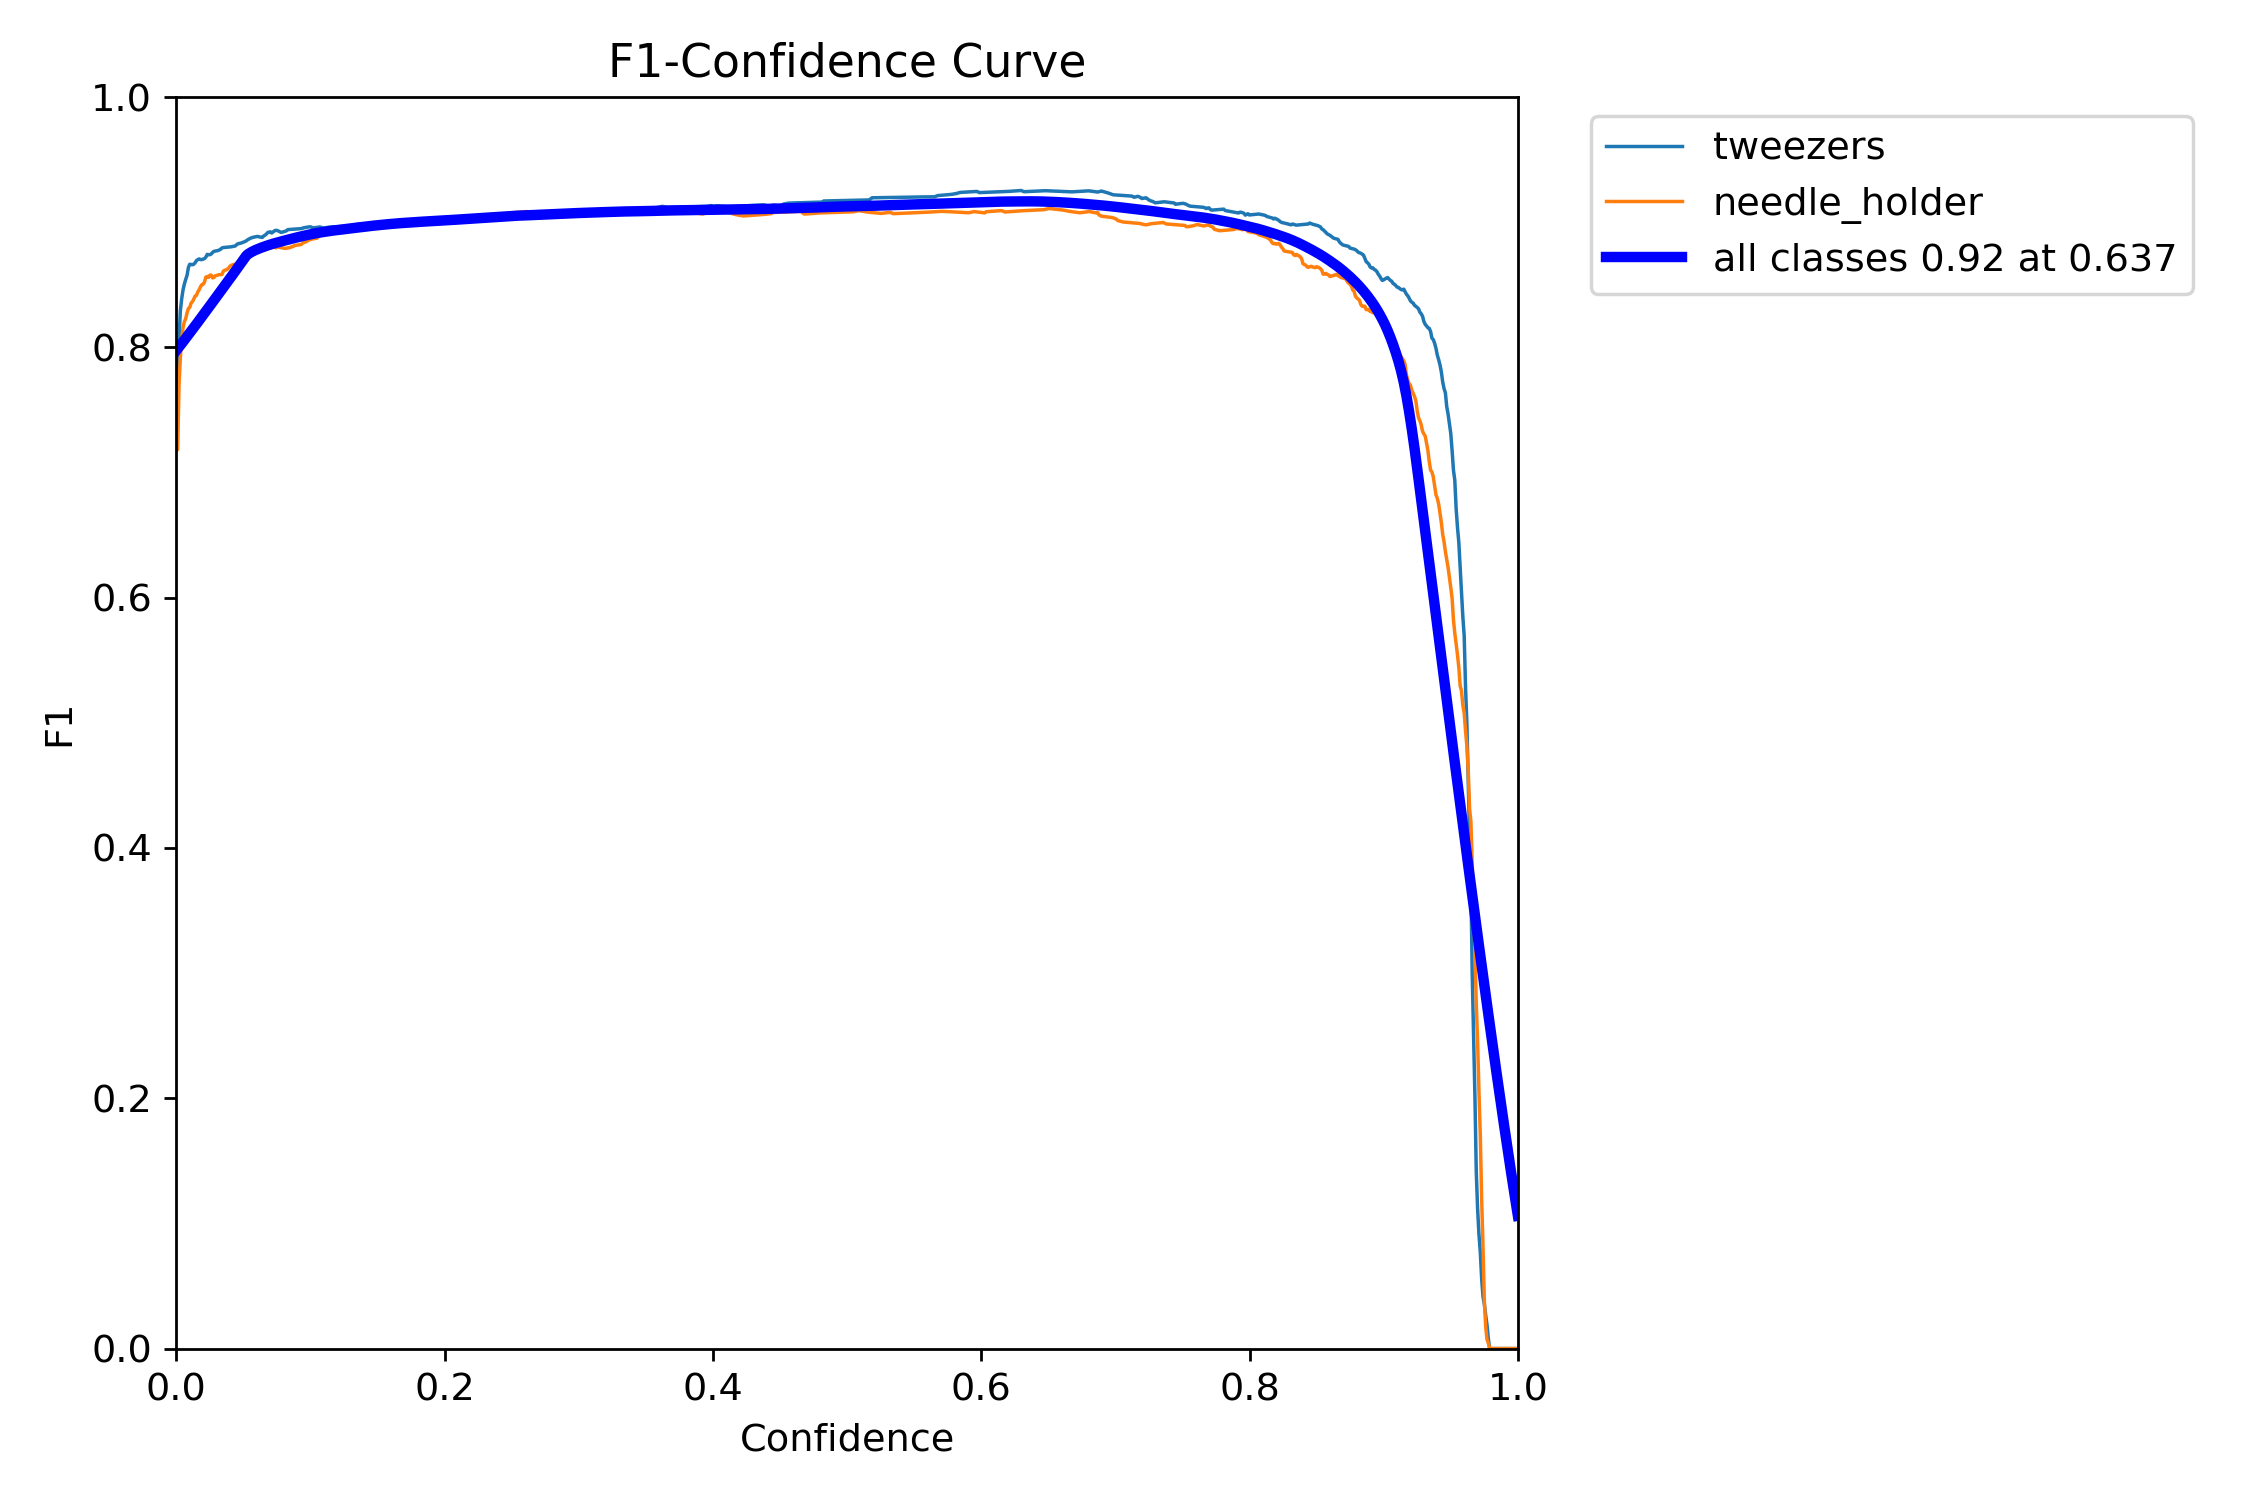 F1-Confidence Curve
1.0
0.8
0.6
0.4
0.2
0.0
F1
0.0 0.2 0.4 0.6 0.8 1.0
Confidence
tweezers
needle_holder
all classes 0.92 at 0.637